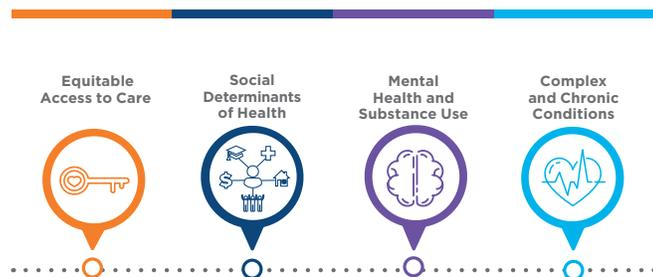 Equitable
Access to Care
Social
Determinants
of Health
Mental
Health and
Substance Use
Complex
and Chronic
Conditions
$